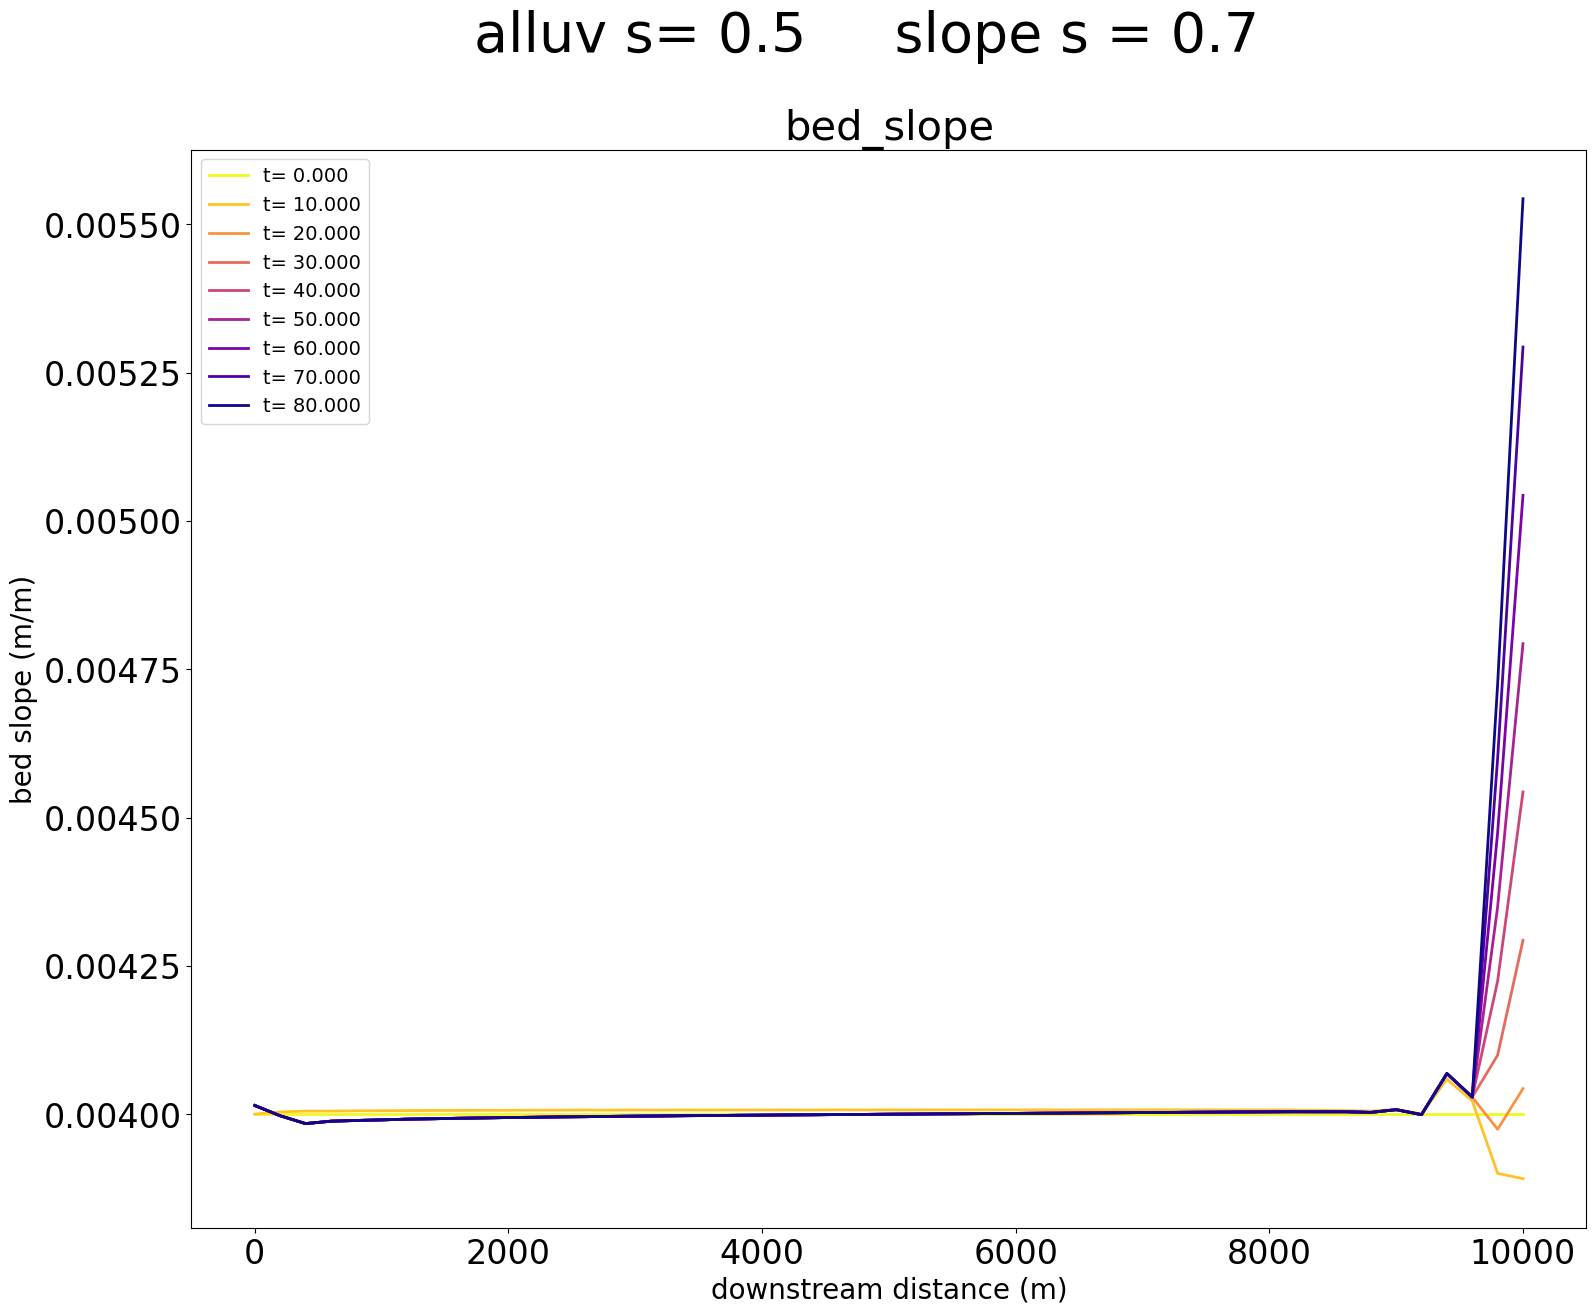 alluv s= 0.5     slope s = 0.7
bed_slope
t= 0.000
t= 10.000
t= 20.000
t= 30.000
t= 40.000
t= 50.000
t= 60.000
t= 70.000
t= 80.000
0.00550
0.00525
0.00500
0.00475
0.00450
0.00425
0.00400
bed slope (m/m)
0 2000 4000 6000 8000 10000
downstream distance (m)